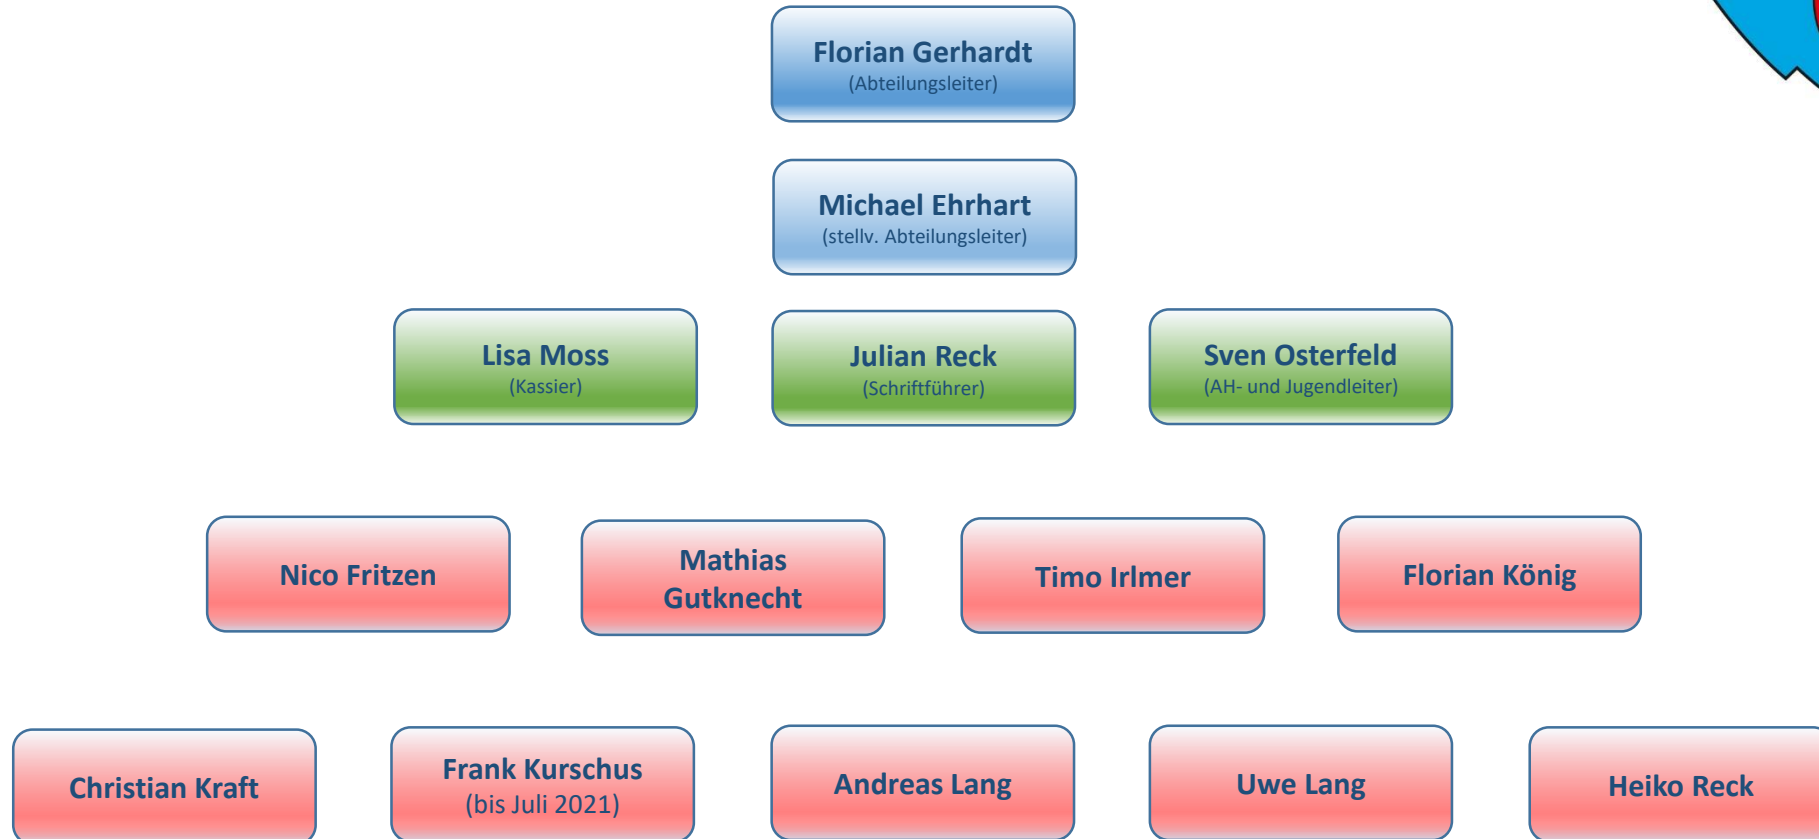 Florian Gerhardt
(Abteilungsleiter)
Michael Ehrhart
(stellv. Abteilungsleiter)
Lisa Moss
(Kassier)
Julian Reck
(Schriftführer)
Sven Osterfeld
(AH- und Jugendleiter)
Nico Fritzen
Mathias
Gutknecht
Timo Irlmer
Florian König
Christian Kraft
Frank Kurschus
(bis Juli 2021)
Andreas Lang
Uwe Lang
Heiko Reck